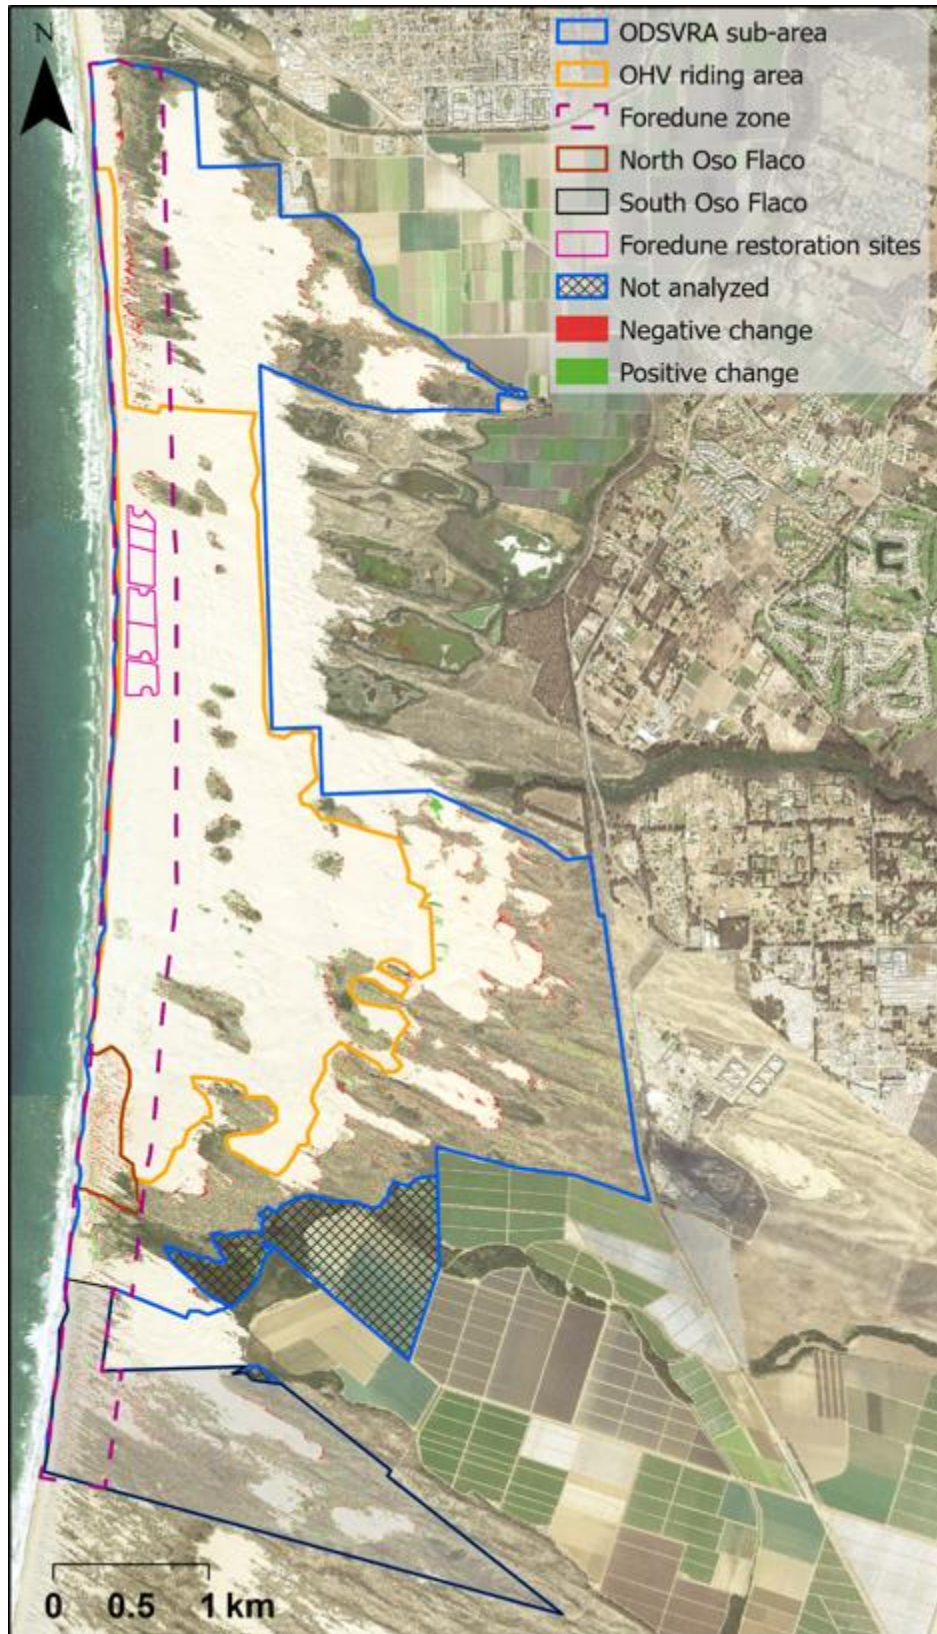 N
ODSVRA sub-area
OHV riding area
Foredune zone
North Oso Flaco
South Oso Flaco
Foredune restoration sites
Not analyzed
Negative change
Positive change
0 0.5 1 km